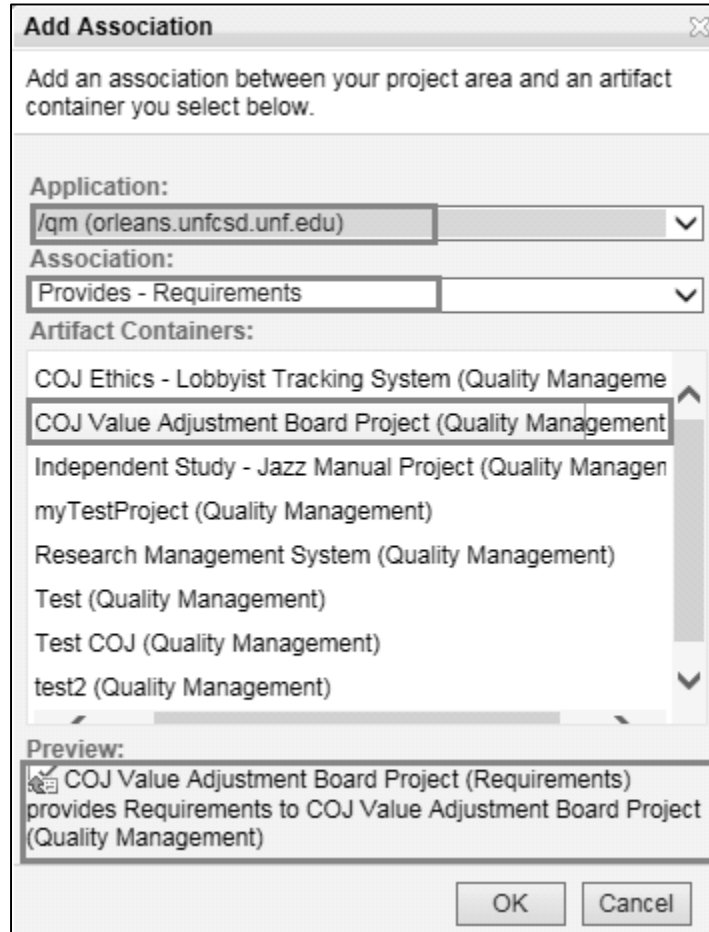 Add Association
Add an association between your project area and an artifact
container you select below.
Application:
/qm (orleans.unfcsd.unf.edu)
Association:
Provides - Requirements
Artifact Containers:
COJ Ethics - Lobbyist Tracking System (Quality Manageme
COJ Value Adjustment Board Project (Quality Management
Independent Study - Jazz Manual Project (Quality Managen
myTestProject (Quality Management)
Research Management System (Quality Management)
Test (Quality Management)
Test COJ (Quality Management)
test2 (Quality Management)
Preview:
COJ Value Adjustment Board Project (Requirements)
provides Requirements to COJ Value Adjustment Board Project
(Quality Management)
OK Cancel